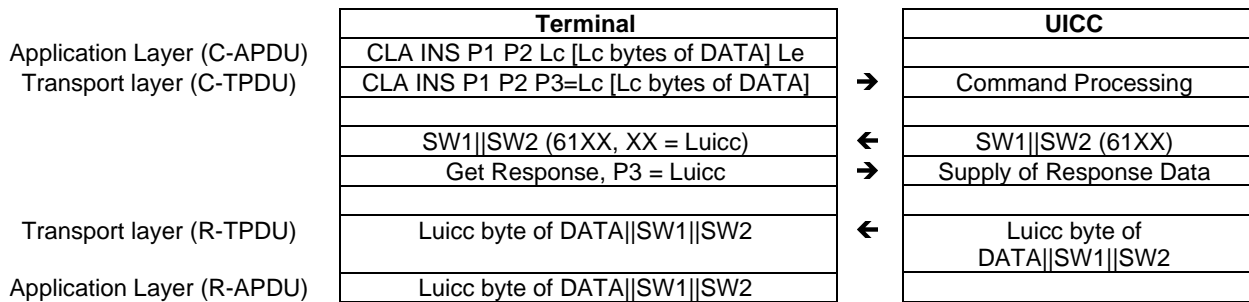 Terminal UICC
Application Layer (C-APDU) CLA INS P1 P2 Lc [Lc bytes of DATA] Le
Transport layer (C-TPDU) CLA INS P1 P2 P3=Lc [Lc bytes of DATA] ➔ Command Processing
SW1||SW2 (61XX, XX = Luicc) 🡸 SW1||SW2 (61XX)
Get Response, P3 = Luicc ➔ Supply of Response Data
Transport layer (R-TPDU) Luicc byte of DATA||SW1||SW2 🡸 Luicc byte of
DATA||SW1||SW2
Application Layer (R-APDU) Luicc byte of DATA||SW1||SW2